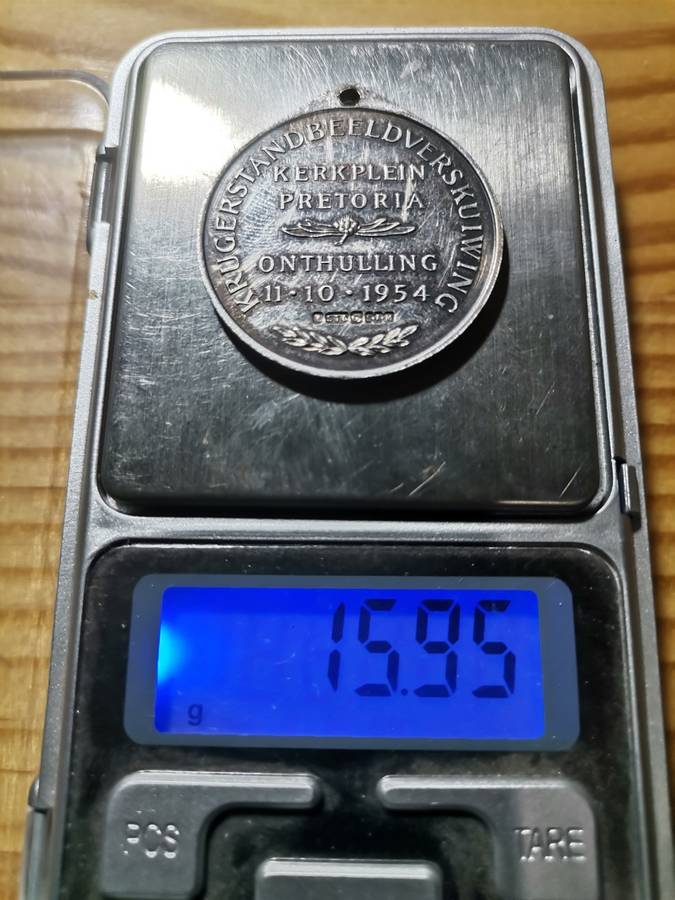 KRUGERSTANDBEELDVERSKUIWING
KERKPLEIN
PRETORIA
ONTHULLING
11·10·1954
15.95
g
PCS
TARE